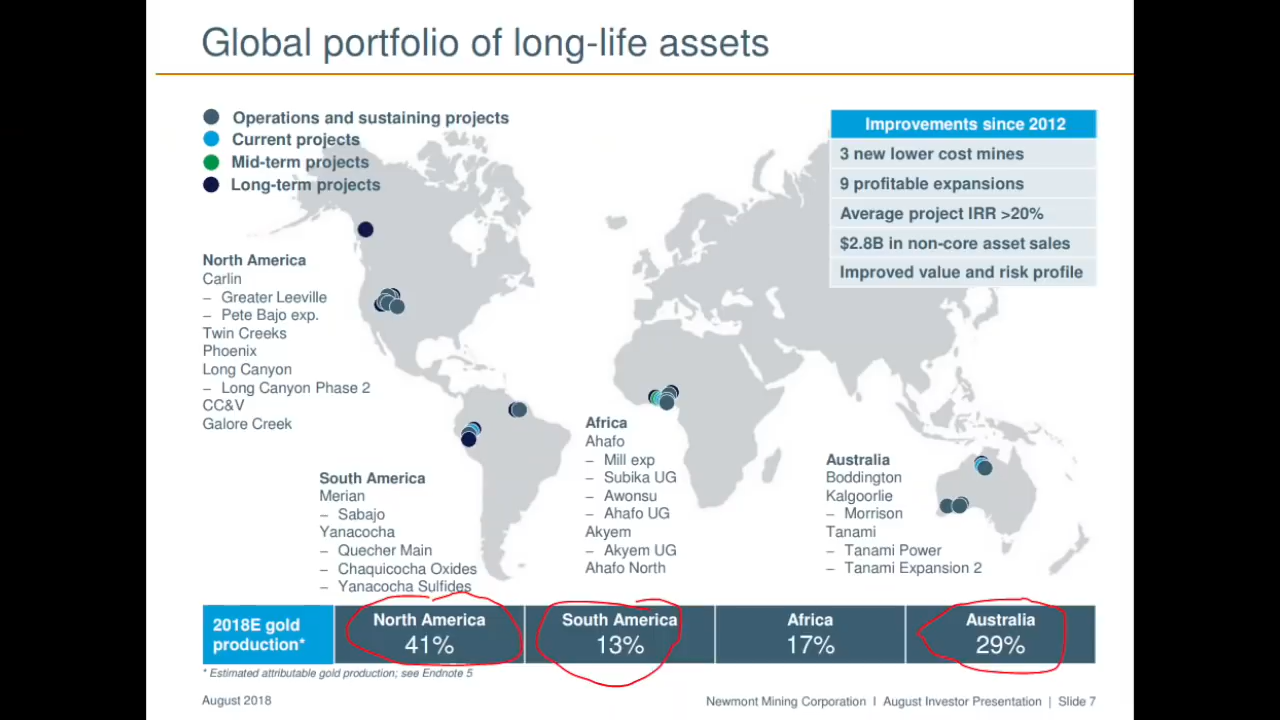 Global portfolio of long-life assets
Operations and sustaining projects
Current projects
Mid-term projects
Long-term projects
Improvements since 2012
3 new lower cost mines
9 profitable expansions
Average project IRR >20%
$2.8B in non-core asset sales
Improved value and risk profile
North America
Carlin
– Greater Leeville
– Pete Bajo exp.
Twin Creeks
Phoenix
Long Canyon
– Long Canyon Phase 2
CC&V
Galore Creek
South America
Merian
– Sabajo
Yanacocha
– Quecher Main
– Chaquicocha Oxides
– Yanacocha Sulfides
Africa
Ahafo
– Mill exp
– Subika UG
– Awonsu
– Ahafo UG
Akyem
– Akyem UG
Ahafo North
Australia
Boddington
Kalgoorlie
– Morrison
Tanami
– Tanami Power
– Tanami Expansion 2
2018E gold
production*
North America
41%
South America
13%
Africa
17%
Australia
29%
* Estimated attributable gold production; see Endnote 5
August 2018
Newmont Mining Corporation I August Investor Presentation | Slide 7